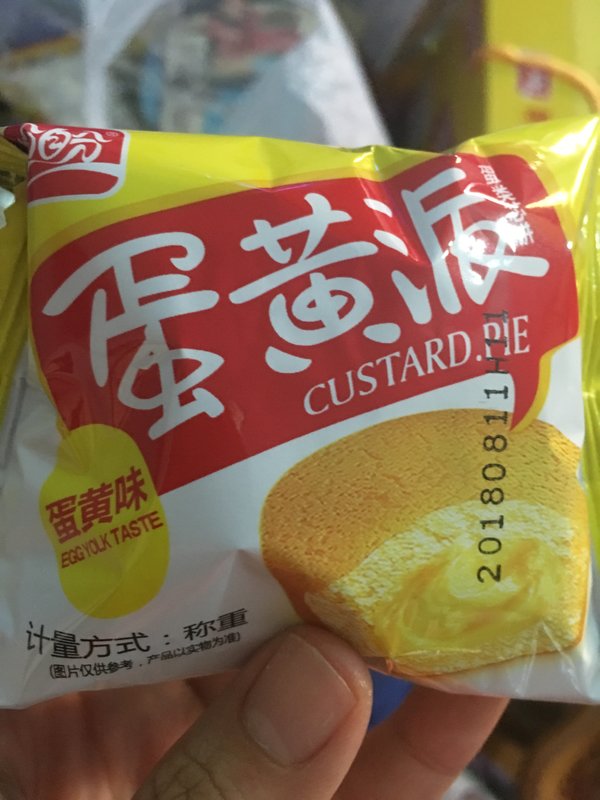 盼
蛋黄派
CUSTARD.PIE
蛋黄味
EGG YOLK TASTE
20180811H11
计量方式：称重
(图片仅供参考，产品以实物为准)